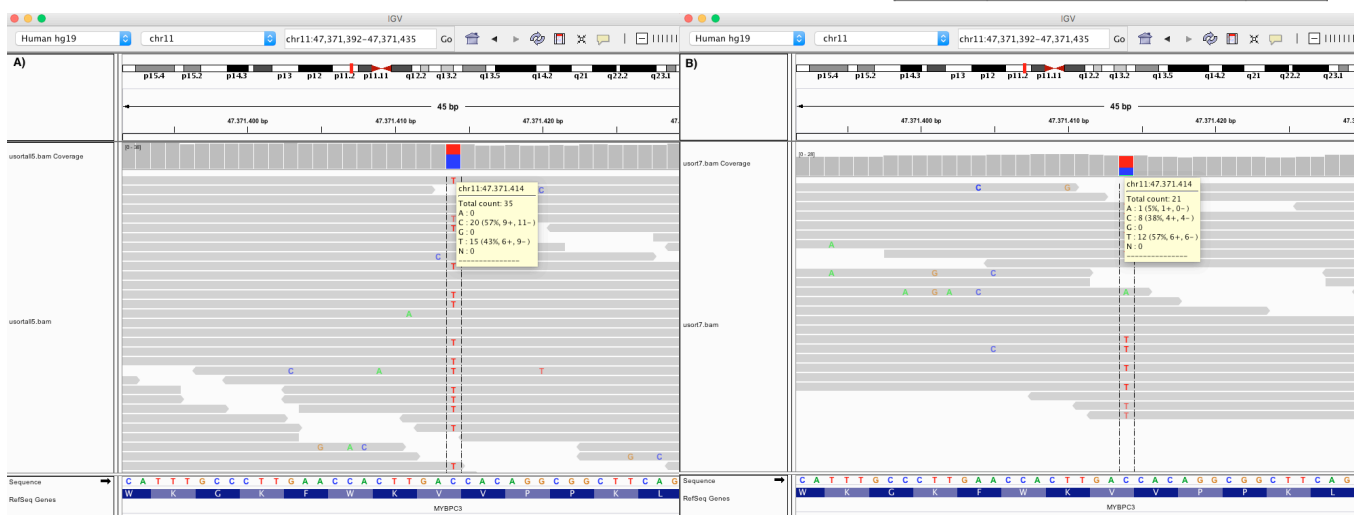 IGV
Human hg19 chr11 chr11:47,371,392-47,371,435 Go
A)
p15.4 p15.2 p14.3 p13 p12 p11.2 p11.11 q12.2 q13.2 q13.5 q14.2 q21 q22.2 q23.1
45 bp
47.371.400 bp 47.371.410 bp 47.371.420 bp 47.
[0 - 38]
usortall5.bam Coverage
T
chr11:47.371.414
C
Total count: 35
A : 0
C : 20 (57%, 9+, 11-)
T
G : 0
T
T : 15 (43%, 6+, 9-)
N : 0
---------------
C
T
T
T
A
T
usortall5.bam
T
C A T T
T
T
T
T
G A C
G C
T
Sequence
C A T T T G C C C T T G A A C C A C T T G A C C A C A G G C G G C T T C A G
RefSeq Genes
W K G K F W K V V P P K L
MYBPC3
IGV
Human hg19 chr11 chr11:47,371,392-47,371,435 Go
B)
p15.4 p15.2 p14.3 p13 p12 p11.2 p11.11 q12.2 q13.2 q13.5 q14.2 q21 q22.2 q23.1
45 bp
47.371.400 bp 47.371.410 bp 47.371.420 bp
usort7.bam Coverage
C G
chr11:47.371.414
Total count: 21
A : 1 (5%, 1+, 0-)
C : 8 (38%, 4+, 4-)
G : 0
T : 12 (57%, 6+, 6-)
N : 0
---------------
A
A G C
A G A C A
usort7.bam
T
C T
T
T
T
T
Sequence
C A T T T G C C C T T G A A C C A C T T G A C C A C A G G C G G C T T C A G
RefSeq Genes
W K G K F W K V V P P K L
MYBPC3